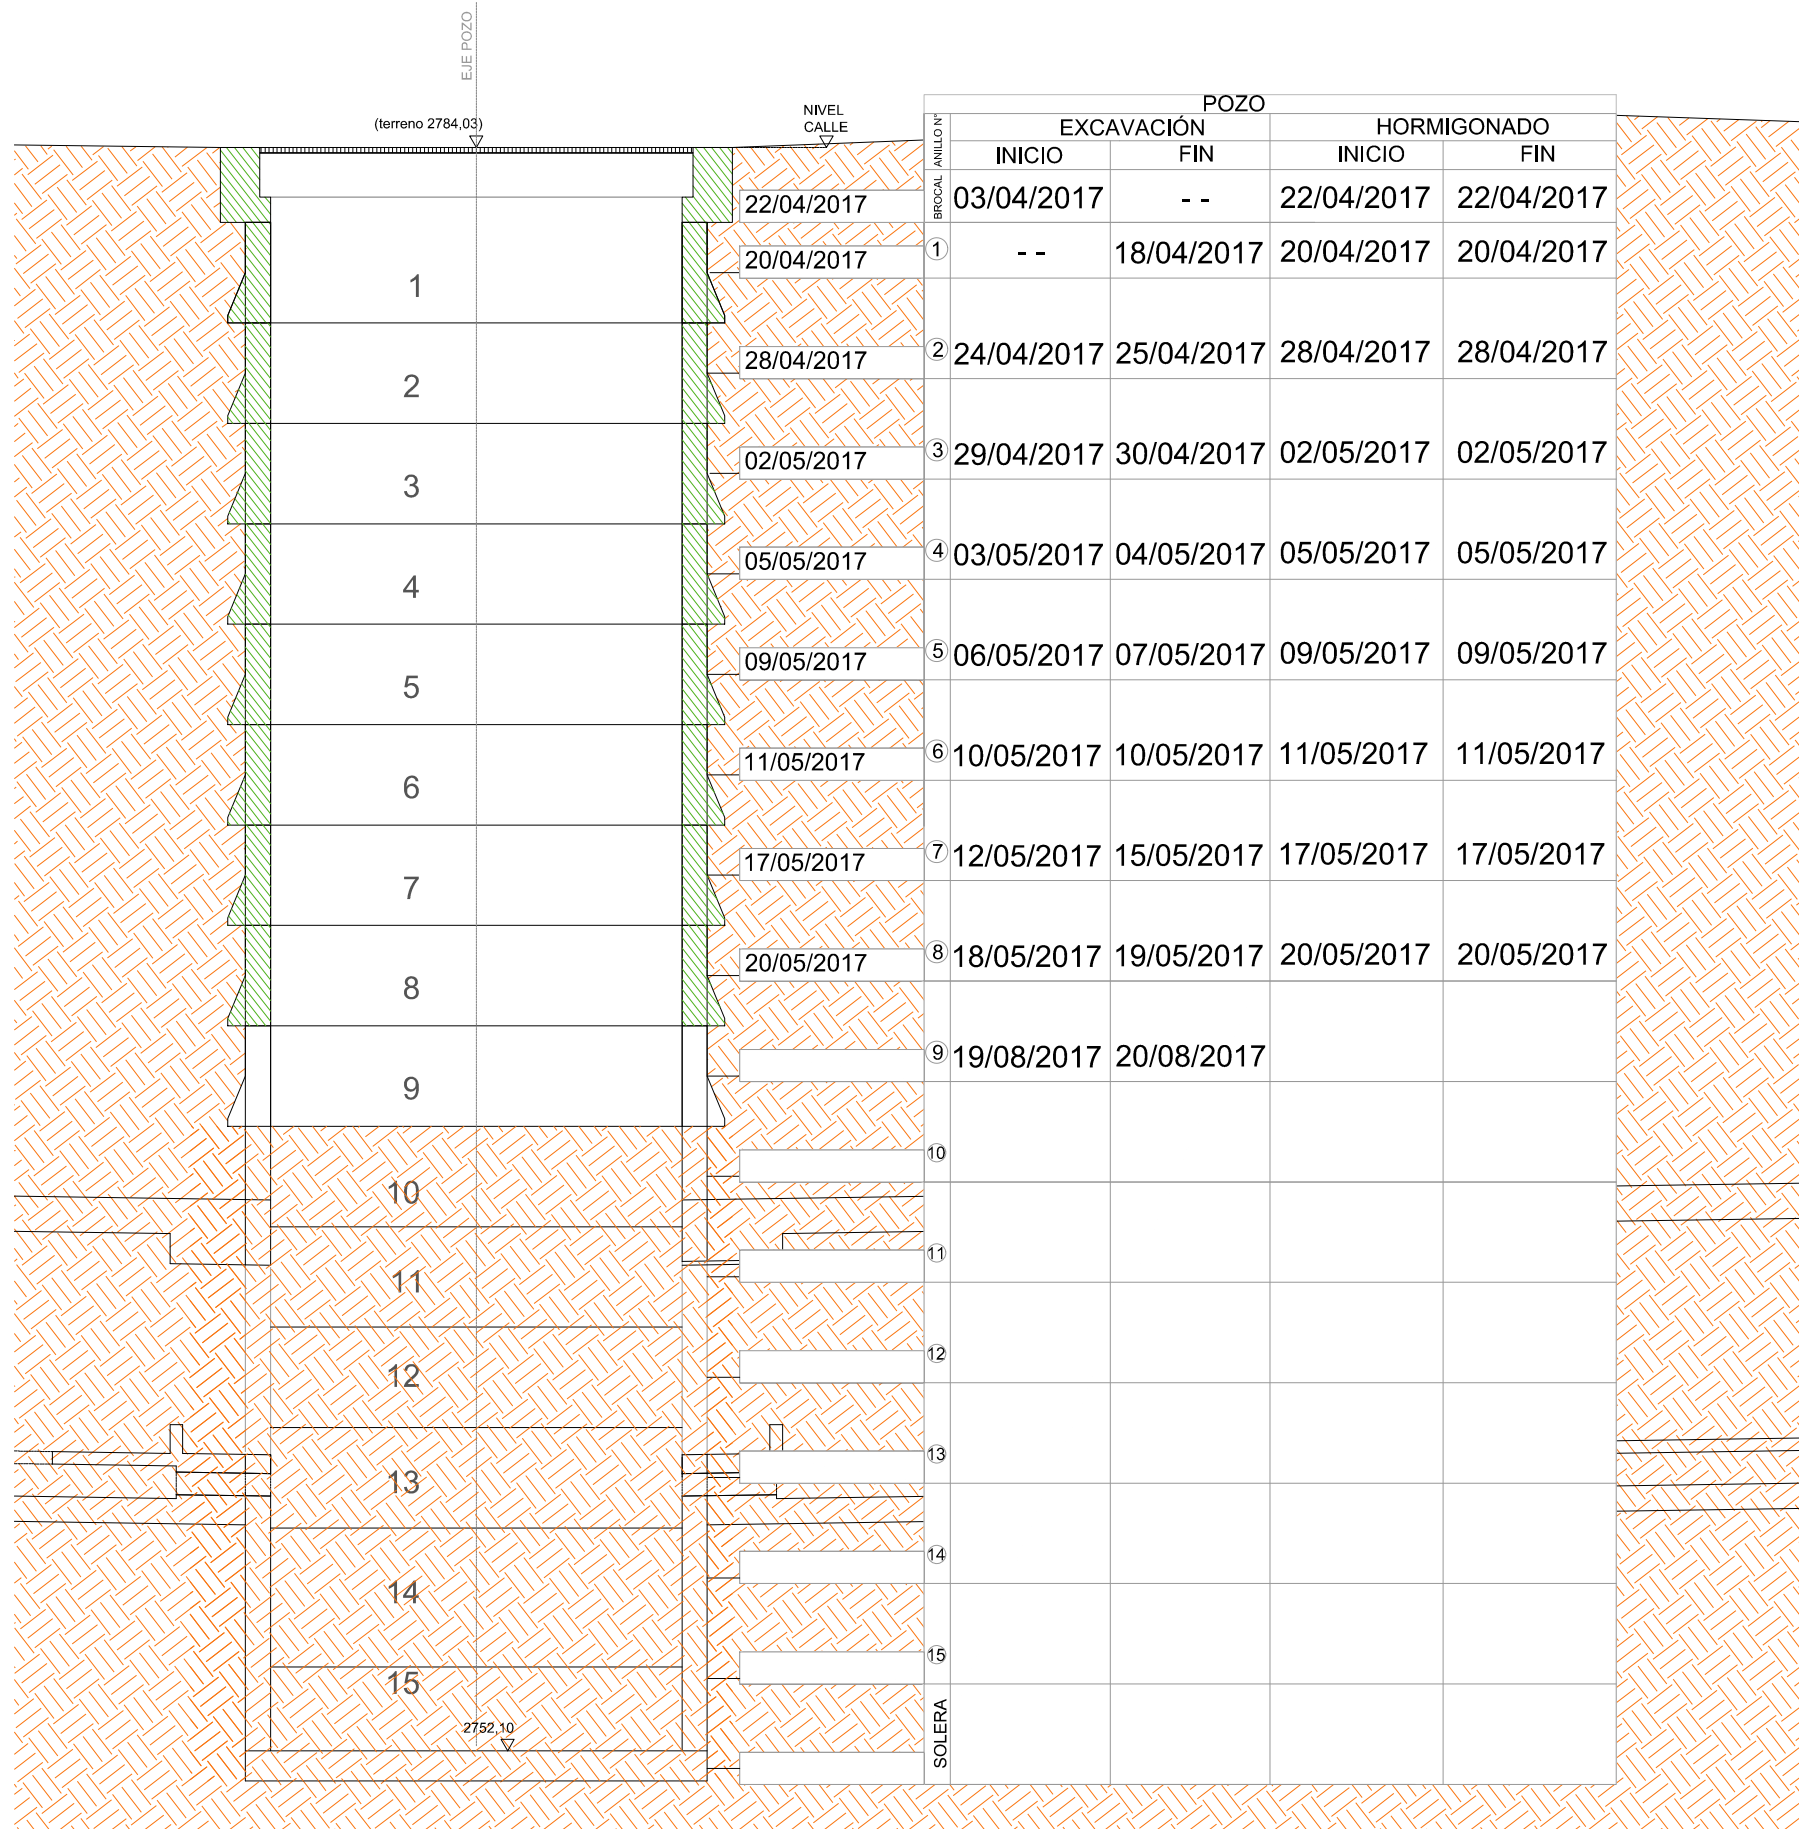 EJE POZO
(terreno 2784,03)
NIVEL
CALLE
POZO
ANILLO Nº
EXCAVACIÓN HORMIGONADO
INICIO FIN INICIO FIN
BROCAL 03/04/2017 - - 22/04/2017 22/04/2017
22/04/2017
1 - - 18/04/2017 20/04/2017 20/04/2017
20/04/2017
1
2 24/04/2017 25/04/2017 28/04/2017 28/04/2017
28/04/2017
2
3 29/04/2017 30/04/2017 02/05/2017 02/05/2017
02/05/2017
3
4 03/05/2017 04/05/2017 05/05/2017 05/05/2017
05/05/2017
4
5 06/05/2017 07/05/2017 09/05/2017 09/05/2017
09/05/2017
5
6 10/05/2017 10/05/2017 11/05/2017 11/05/2017
11/05/2017
6
7 12/05/2017 15/05/2017 17/05/2017 17/05/2017
17/05/2017
7
8 18/05/2017 19/05/2017 20/05/2017 20/05/2017
20/05/2017
8
9 19/08/2017 20/08/2017
9
10
10
11
11
12
12
13
13
14
14
15
15
SOLERA
2752,10